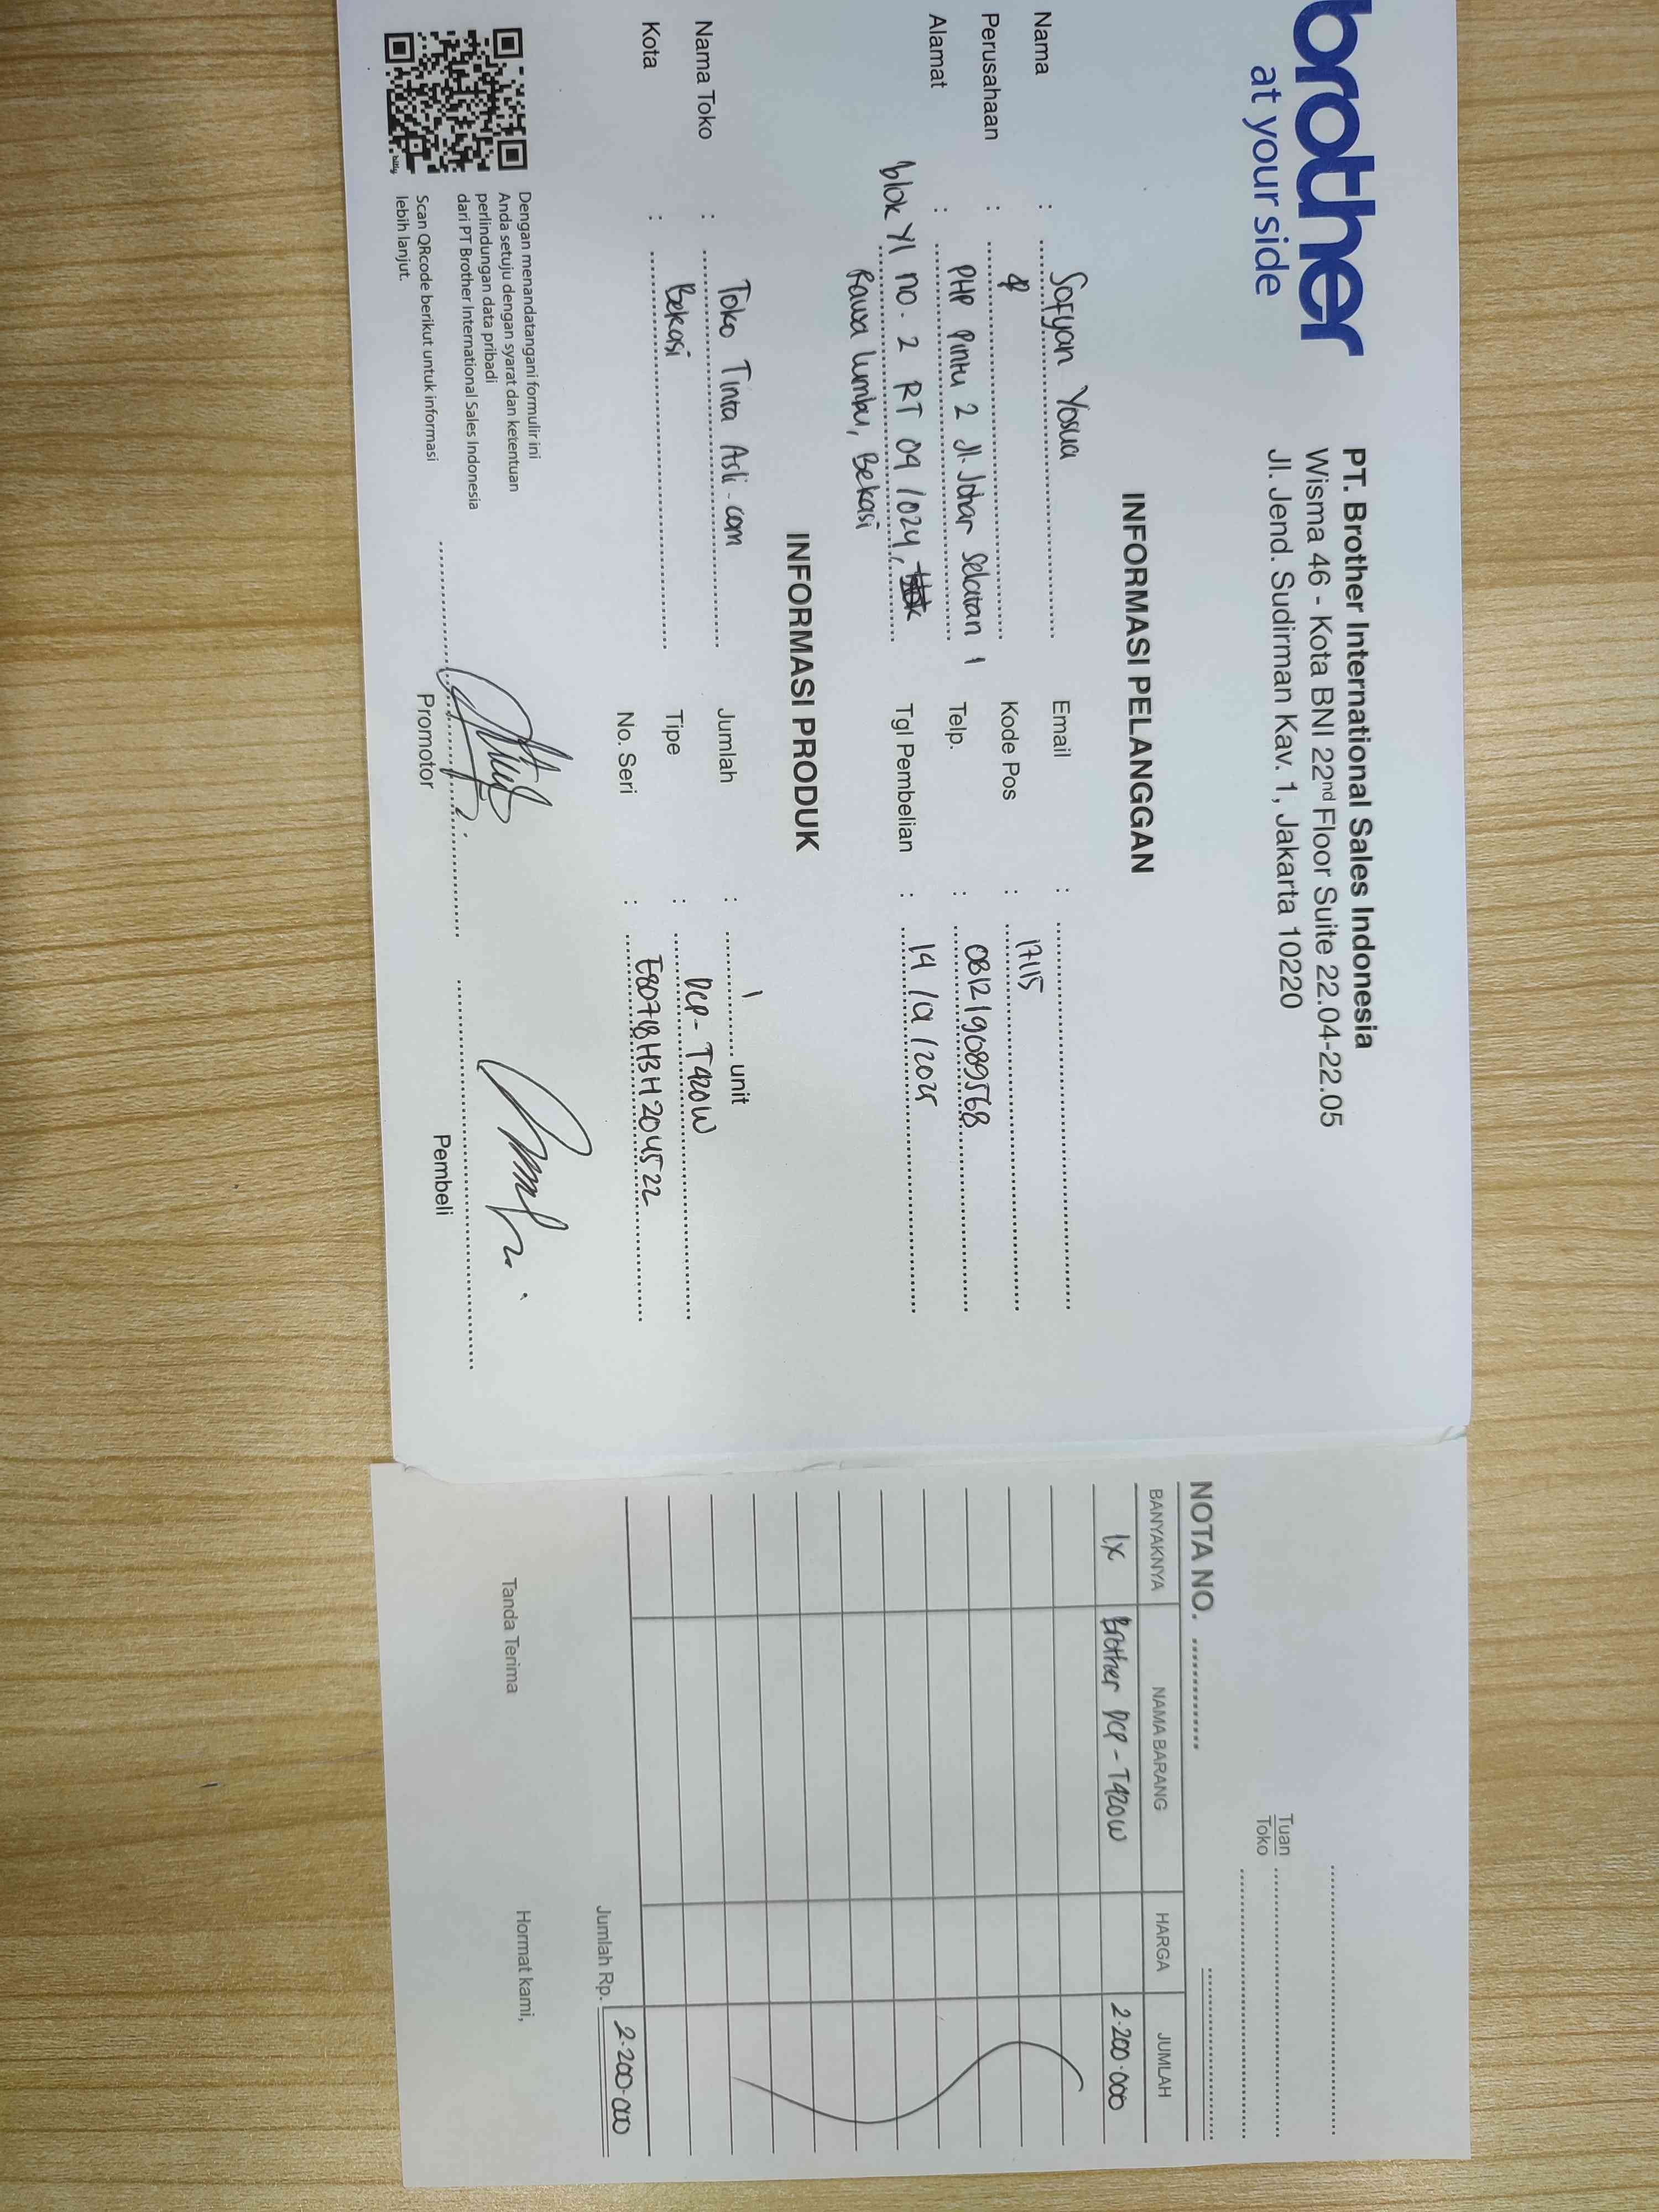 brother
at your side
PT. Brother International Sales Indonesia
Wisma 46 - Kota BNI 22nd Floor Suite 22.04-22.05
Jl. Jend. Sudirman Kav. 1, Jakarta 10220
INFORMASI PELANGGAN
Nama : Sofyan Yosua
Perusahaan :
Alamat : PHP Pintu 2 Jl. Johar Selatan 1
blok Y1 no. 2 RT 09 / 024,
Rawa lumbu, Bekasi
Email :
Kode Pos : 17115
Telp. : 081219089568
Tgl Pembelian : 14 / 01 / 2025
INFORMASI PRODUK
Nama Toko : Toko Tinta Asli.com
Kota : Bekasi
Jumlah : 1 unit
Tipe : DCP-T420W
No. Seri : E80718H3H204522
Dengan menandatangani formulir ini
Anda setuju dengan syarat dan ketentuan
perlindungan data pribadi
dari PT Brother International Sales Indonesia
Scan QRcode berikut untuk informasi
lebih lanjut.
Promotor
Pembeli
Tuan
Toko
NOTA NO.
BANYAKNYA NAMA BARANG HARGA JUMLAH
1x Brother DCP-T420W 2.200.000
Jumlah Rp. 2.200.000
Tanda Terima
Hormat kami,